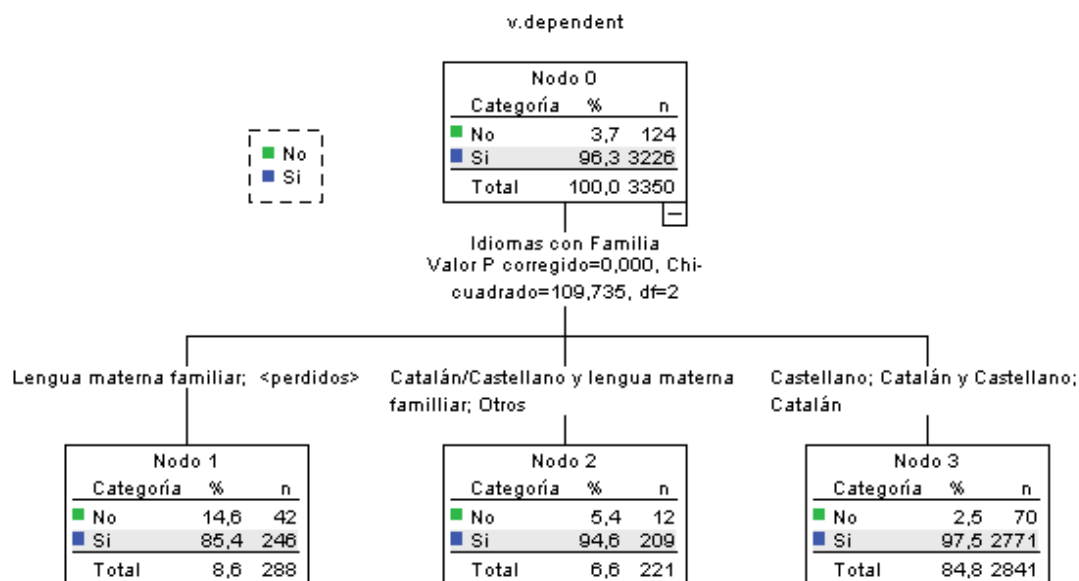 v.dependent
Nodo 0
Categoría % n
No 3,7 124
Si 96,3 3226
Total 100,0 3350
No
Si
Idiomas con Familia
Valor P corregido=0,000, Chi-
cuadrado=109,735, df=2
Lengua materna familiar; <perdidos>
Catalán/Castellano y lengua materna
familliar; Otros
Castellano; Catalán y Castellano;
Catalán
Nodo 1
Categoría % n
No 14,6 42
Si 85,4 246
Total 8,6 288
Nodo 2
Categoría % n
No 5,4 12
Si 94,6 209
Total 6,6 221
Nodo 3
Categoría % n
No 2,5 70
Si 97,5 2771
Total 84,8 2841